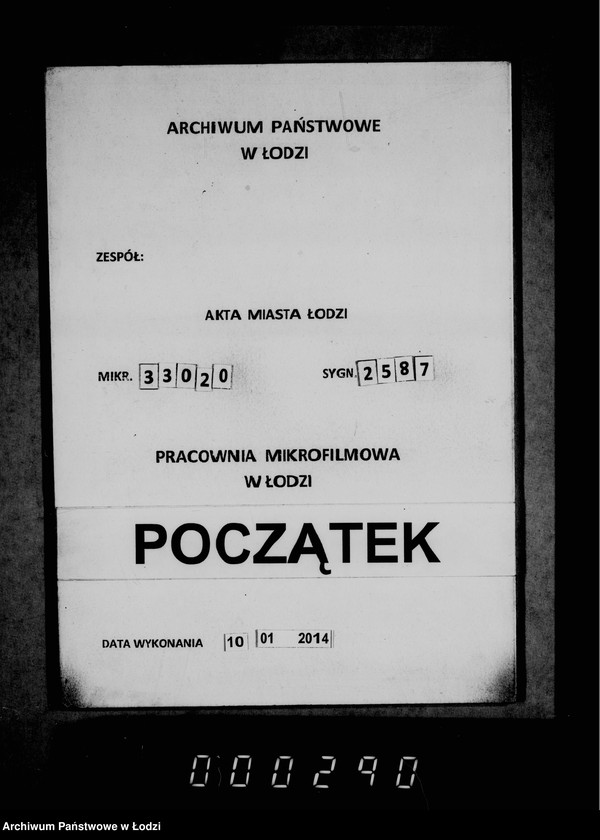 ARCHIWUM PAŃSTWOWE
W ŁODZI
ZESPÓŁ:
AKTA MIASTA ŁODZI
MIKR. 33020 SYGN. 2587
PRACOWNIA MIKROFILMOWA
W ŁODZI
POCZĄTEK
DATA WYKONANIA 10 01 2014
000290
Archiwum Państwowe w Łodzi